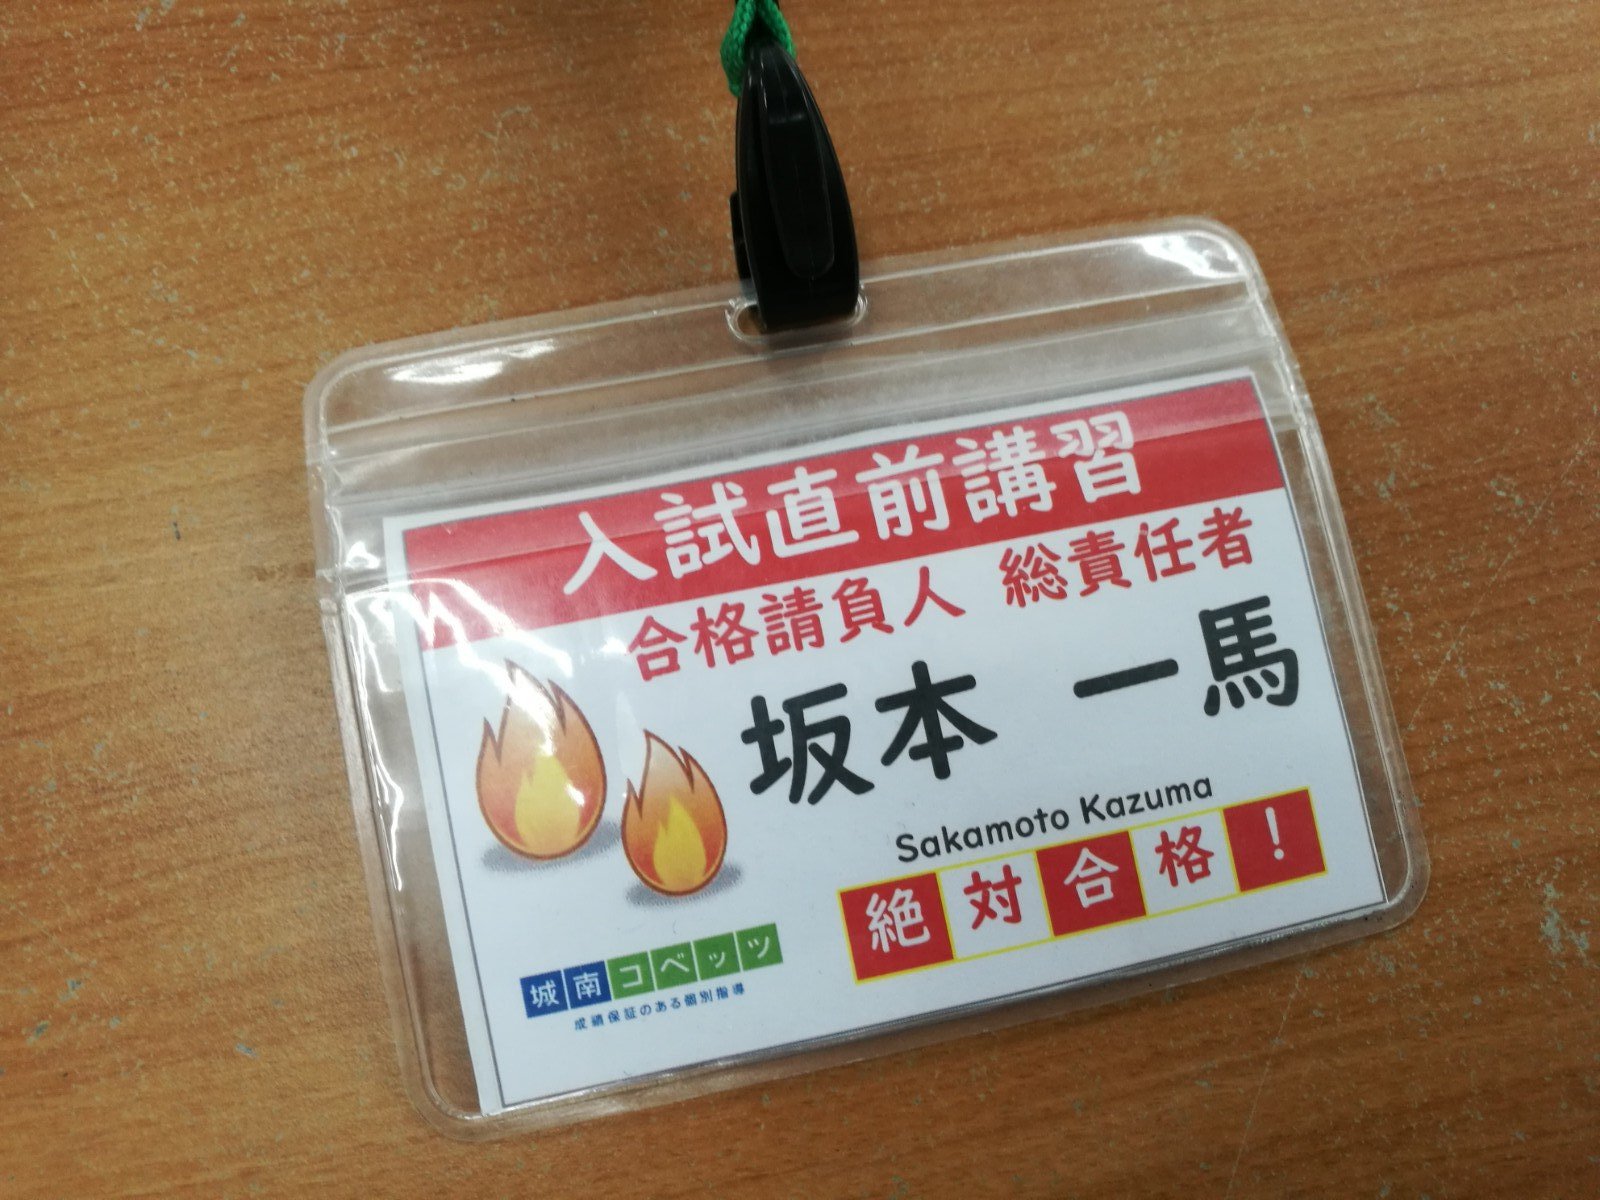 入試直前講習
合格請負人 総責任者
坂本 一馬
Sakamoto Kazuma
絶対合格!
城南コベッツ
成績保証のある個別指導